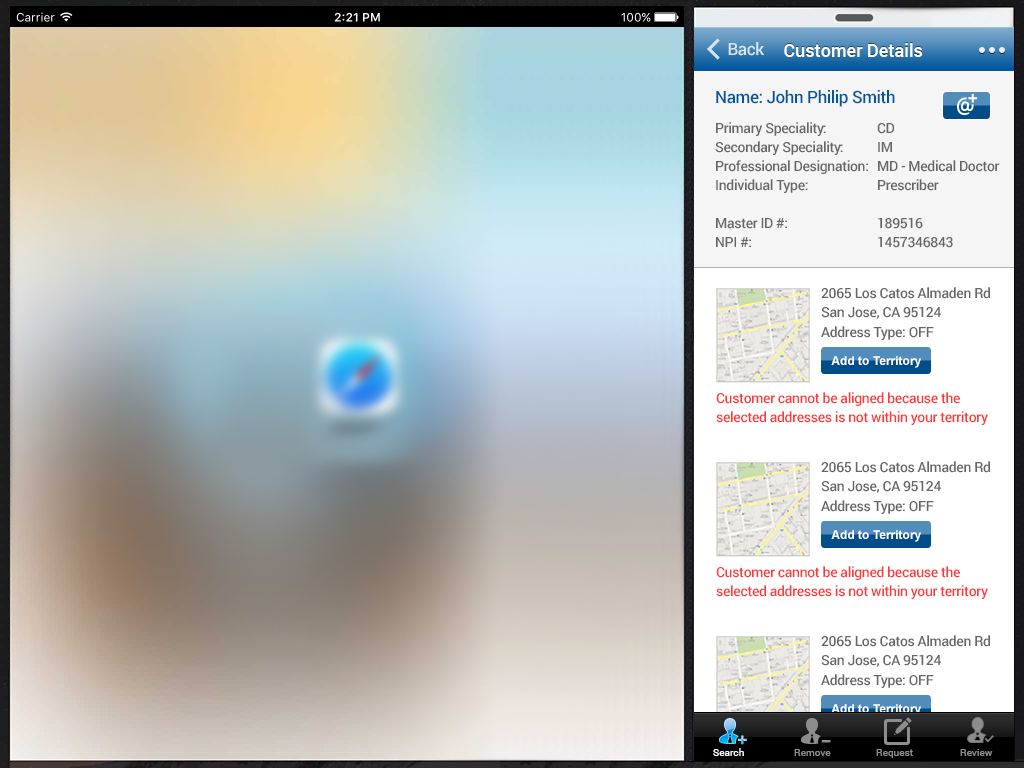 Carrier
2:21 PM
100%
Back
Customer Details
Name: John Philip Smith
Primary Speciality: CD
Secondary Speciality: IM
Professional Designation: MD - Medical Doctor
Individual Type: Prescriber
Master ID #: 189516
NPI #: 1457346843
2065 Los Catos Almaden Rd
San Jose, CA 95124
Address Type: OFF
Add to Territory
Customer cannot be aligned because the
selected addresses is not within your territory
2065 Los Catos Almaden Rd
San Jose, CA 95124
Address Type: OFF
Add to Territory
Customer cannot be aligned because the
selected addresses is not within your territory
2065 Los Catos Almaden Rd
San Jose, CA 95124
Address Type: OFF
Add to Territory
Search
Remove
Request
Review